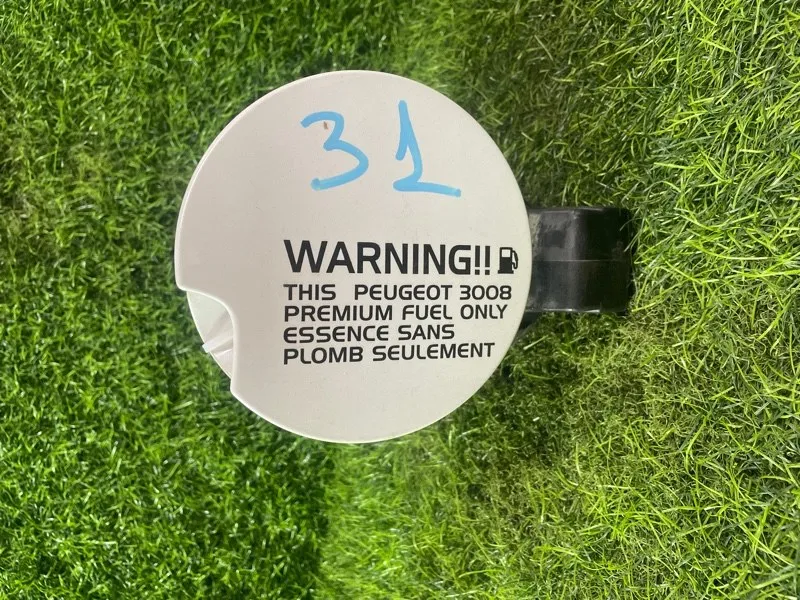 31
WARNING!!
THIS PEUGEOT 3008
PREMIUM FUEL ONLY
ESSENCE SANS
PLOMB SEULEMENT